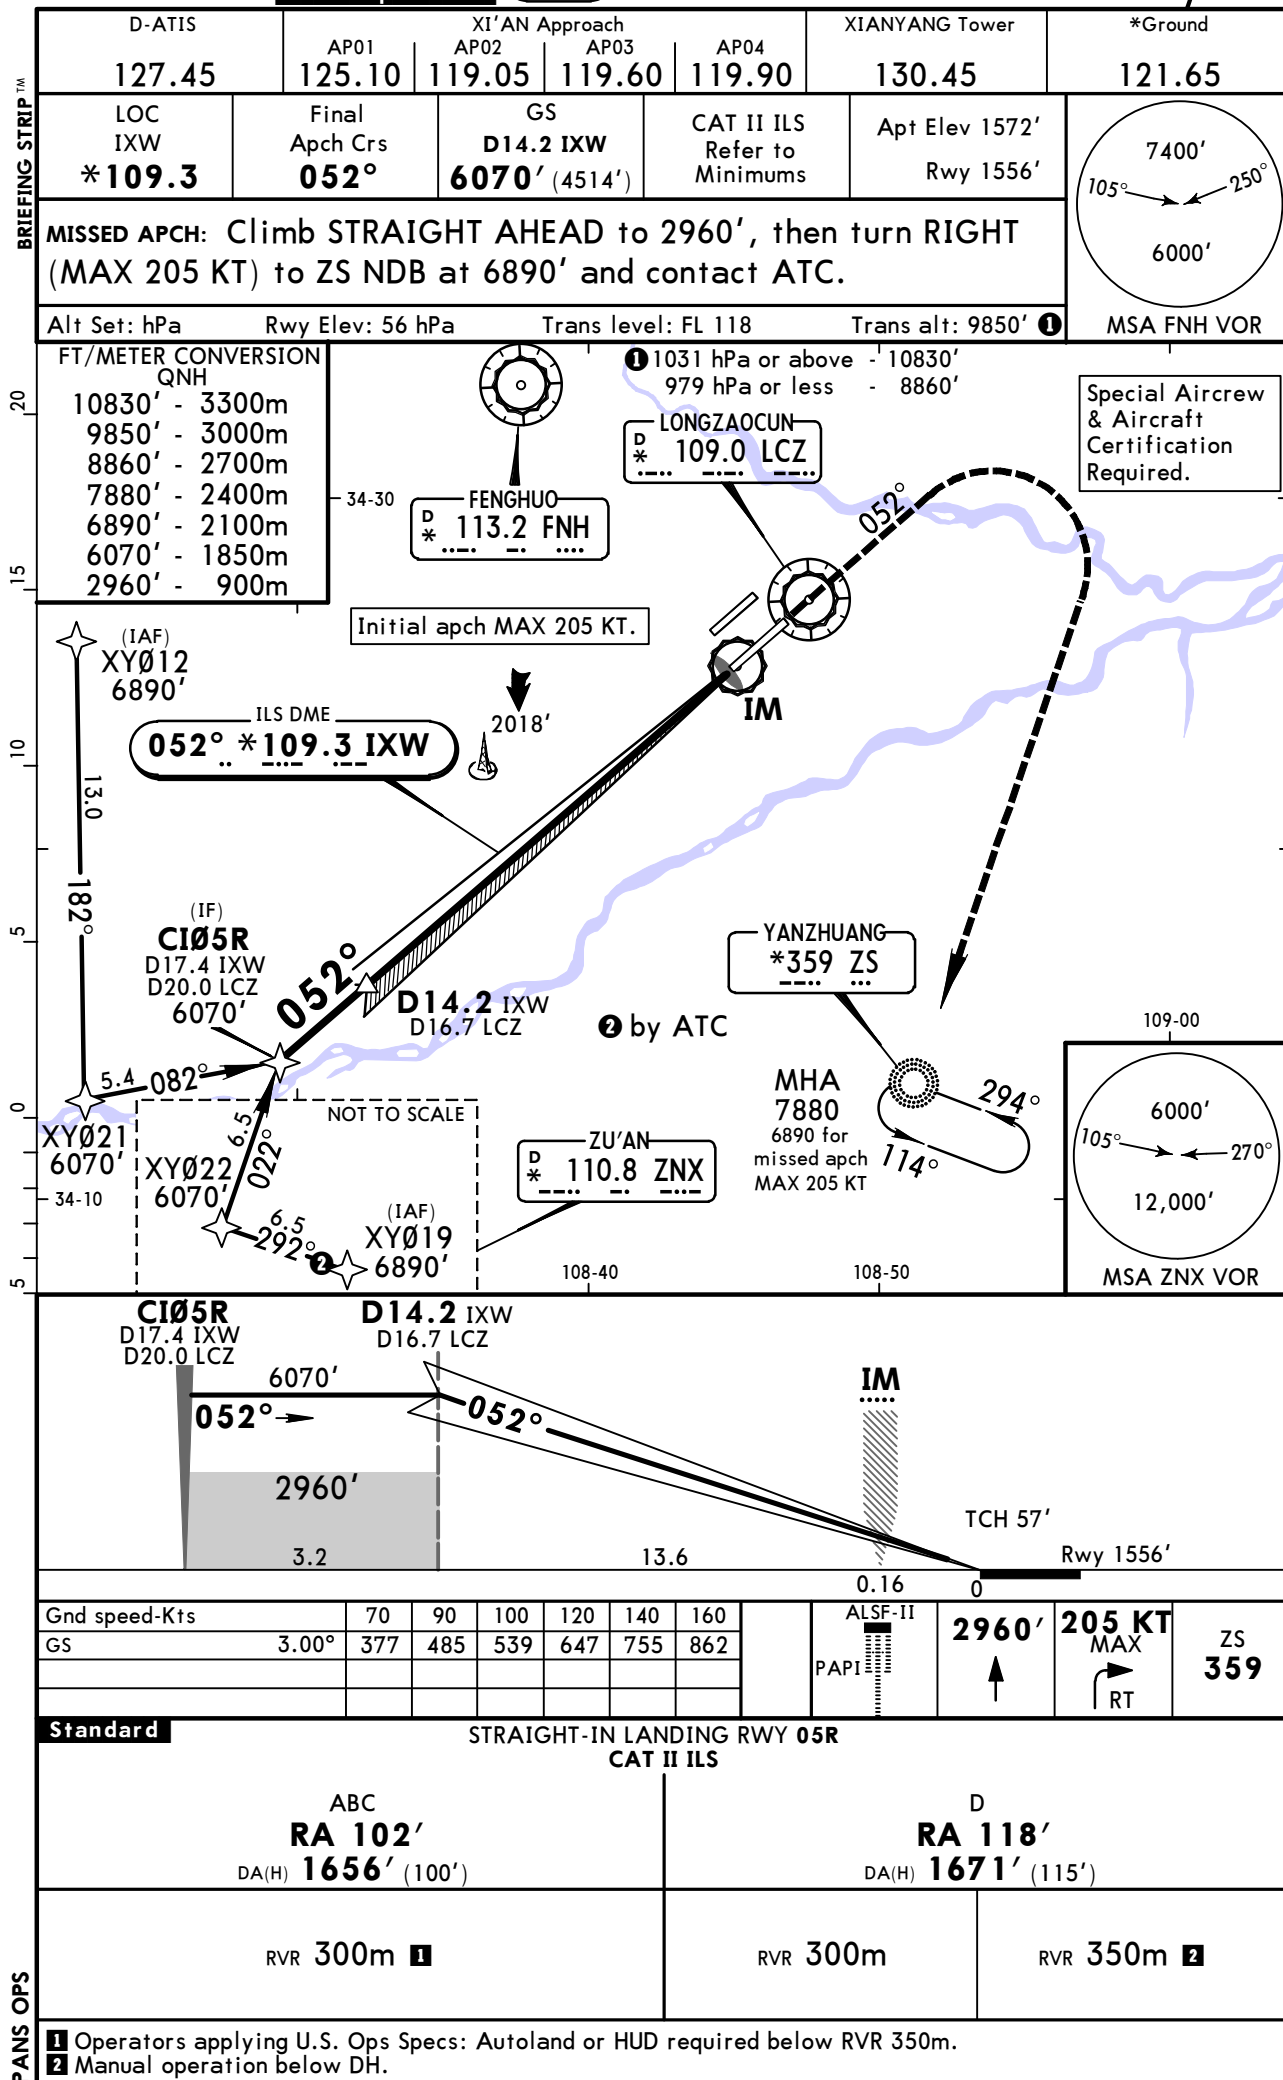 D-ATIS
127.45
XI'AN Approach
AP01 AP02 AP03 AP04
125.10 119.05 119.60 119.90
XIANYANG Tower
130.45
*Ground
121.65
BRIEFING STRIP™
LOC
IXW
*109.3
Final
Apch Crs
052°
GS
D14.2 IXW
6070' (4514')
CAT II ILS
Refer to
Minimums
Apt Elev 1572'
Rwy 1556'
7400'
105° 250°
6000'
MSA FNH VOR
MISSED APCH: Climb STRAIGHT AHEAD to 2960', then turn RIGHT
(MAX 205 KT) to ZS NDB at 6890' and contact ATC.
Alt Set: hPa Rwy Elev: 56 hPa Trans level: FL 118 Trans alt: 9850' 1
FT/METER CONVERSION
QNH
10830' - 3300m
9850' - 3000m
8860' - 2700m
7880' - 2400m
6890' - 2100m
6070' - 1850m
2960' - 900m
1 1031 hPa or above - 10830'
979 hPa or less - 8860'
Special Aircrew
& Aircraft
Certification
Required.
LONGZAOCUN
D
* 109.0 LCZ
FENGHUO
D
* 113.2 FNH
34-30
052°
20
15
10
5
0
5
Initial apch MAX 205 KT.
(IAF)
XYØ12
6890'
2018'
IM
ILS DME
052° *109.3 IXW
13.0
182°
(IF)
CIØ5R
D17.4 IXW
D20.0 LCZ
6070'
052°
D14.2 IXW
D16.7 LCZ
2 by ATC
YANZHUANG
*359 ZS
109-00
5.4 082°
XYØ21
6070'
NOT TO SCALE
6.5
022°
XYØ22
6070'
34-10
6.5
292° 2
(IAF)
XYØ19
6890'
ZU'AN
D
* 110.8 ZNX
MHA
7880
6890 for
missed apch
MAX 205 KT
294°
114°
108-40
108-50
6000'
105° 270°
12,000'
MSA ZNX VOR
CIØ5R
D17.4 IXW
D20.0 LCZ
D14.2 IXW
D16.7 LCZ
6070'
052°
052°
2960'
IM
TCH 57'
Rwy 1556'
3.2 13.6 0.16 0
Gnd speed-Kts 70 90 100 120 140 160
GS 3.00° 377 485 539 647 755 862
ALSF-II
PAPI
2960'
205 KT
MAX
RT
ZS
359
Standard
STRAIGHT-IN LANDING RWY 05R
CAT II ILS
ABC
RA 102'
DA(H) 1656' (100')
D
RA 118'
DA(H) 1671' (115')
RVR 300m 1
RVR 300m
RVR 350m 2
PANS OPS
1 Operators applying U.S. Ops Specs: Autoland or HUD required below RVR 350m.
2 Manual operation below DH.